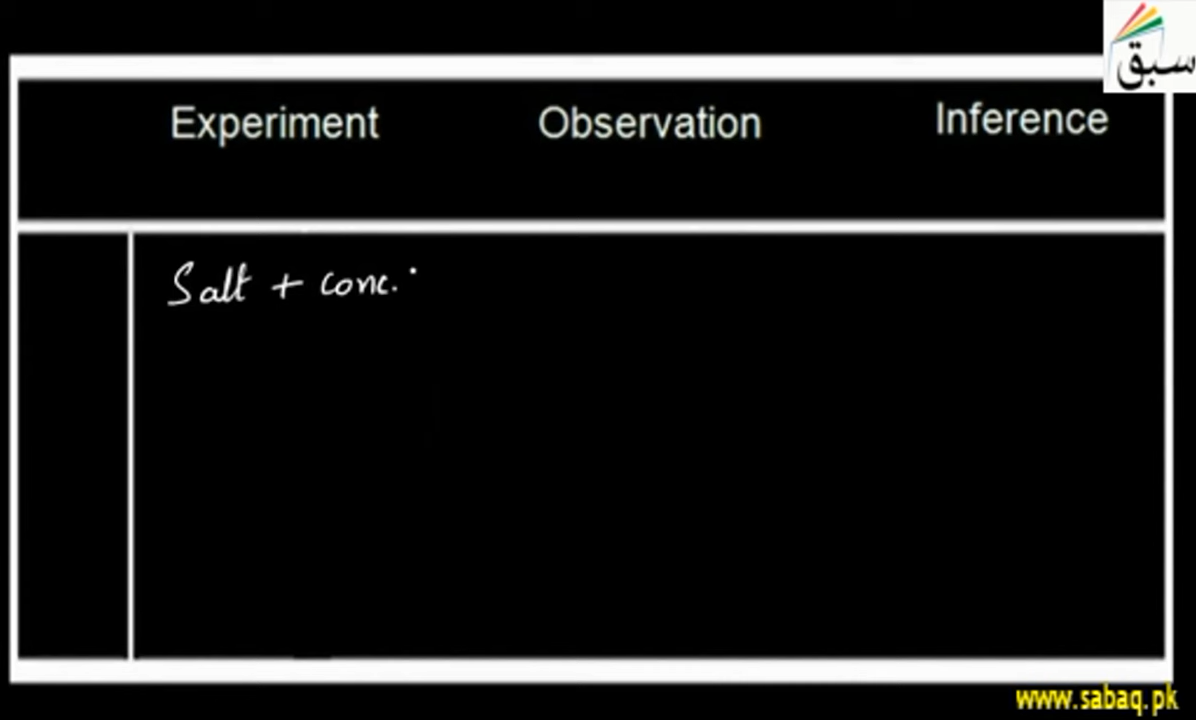 سبق
Experiment Observation Inference
Salt + conc.
www.sabaq.pk